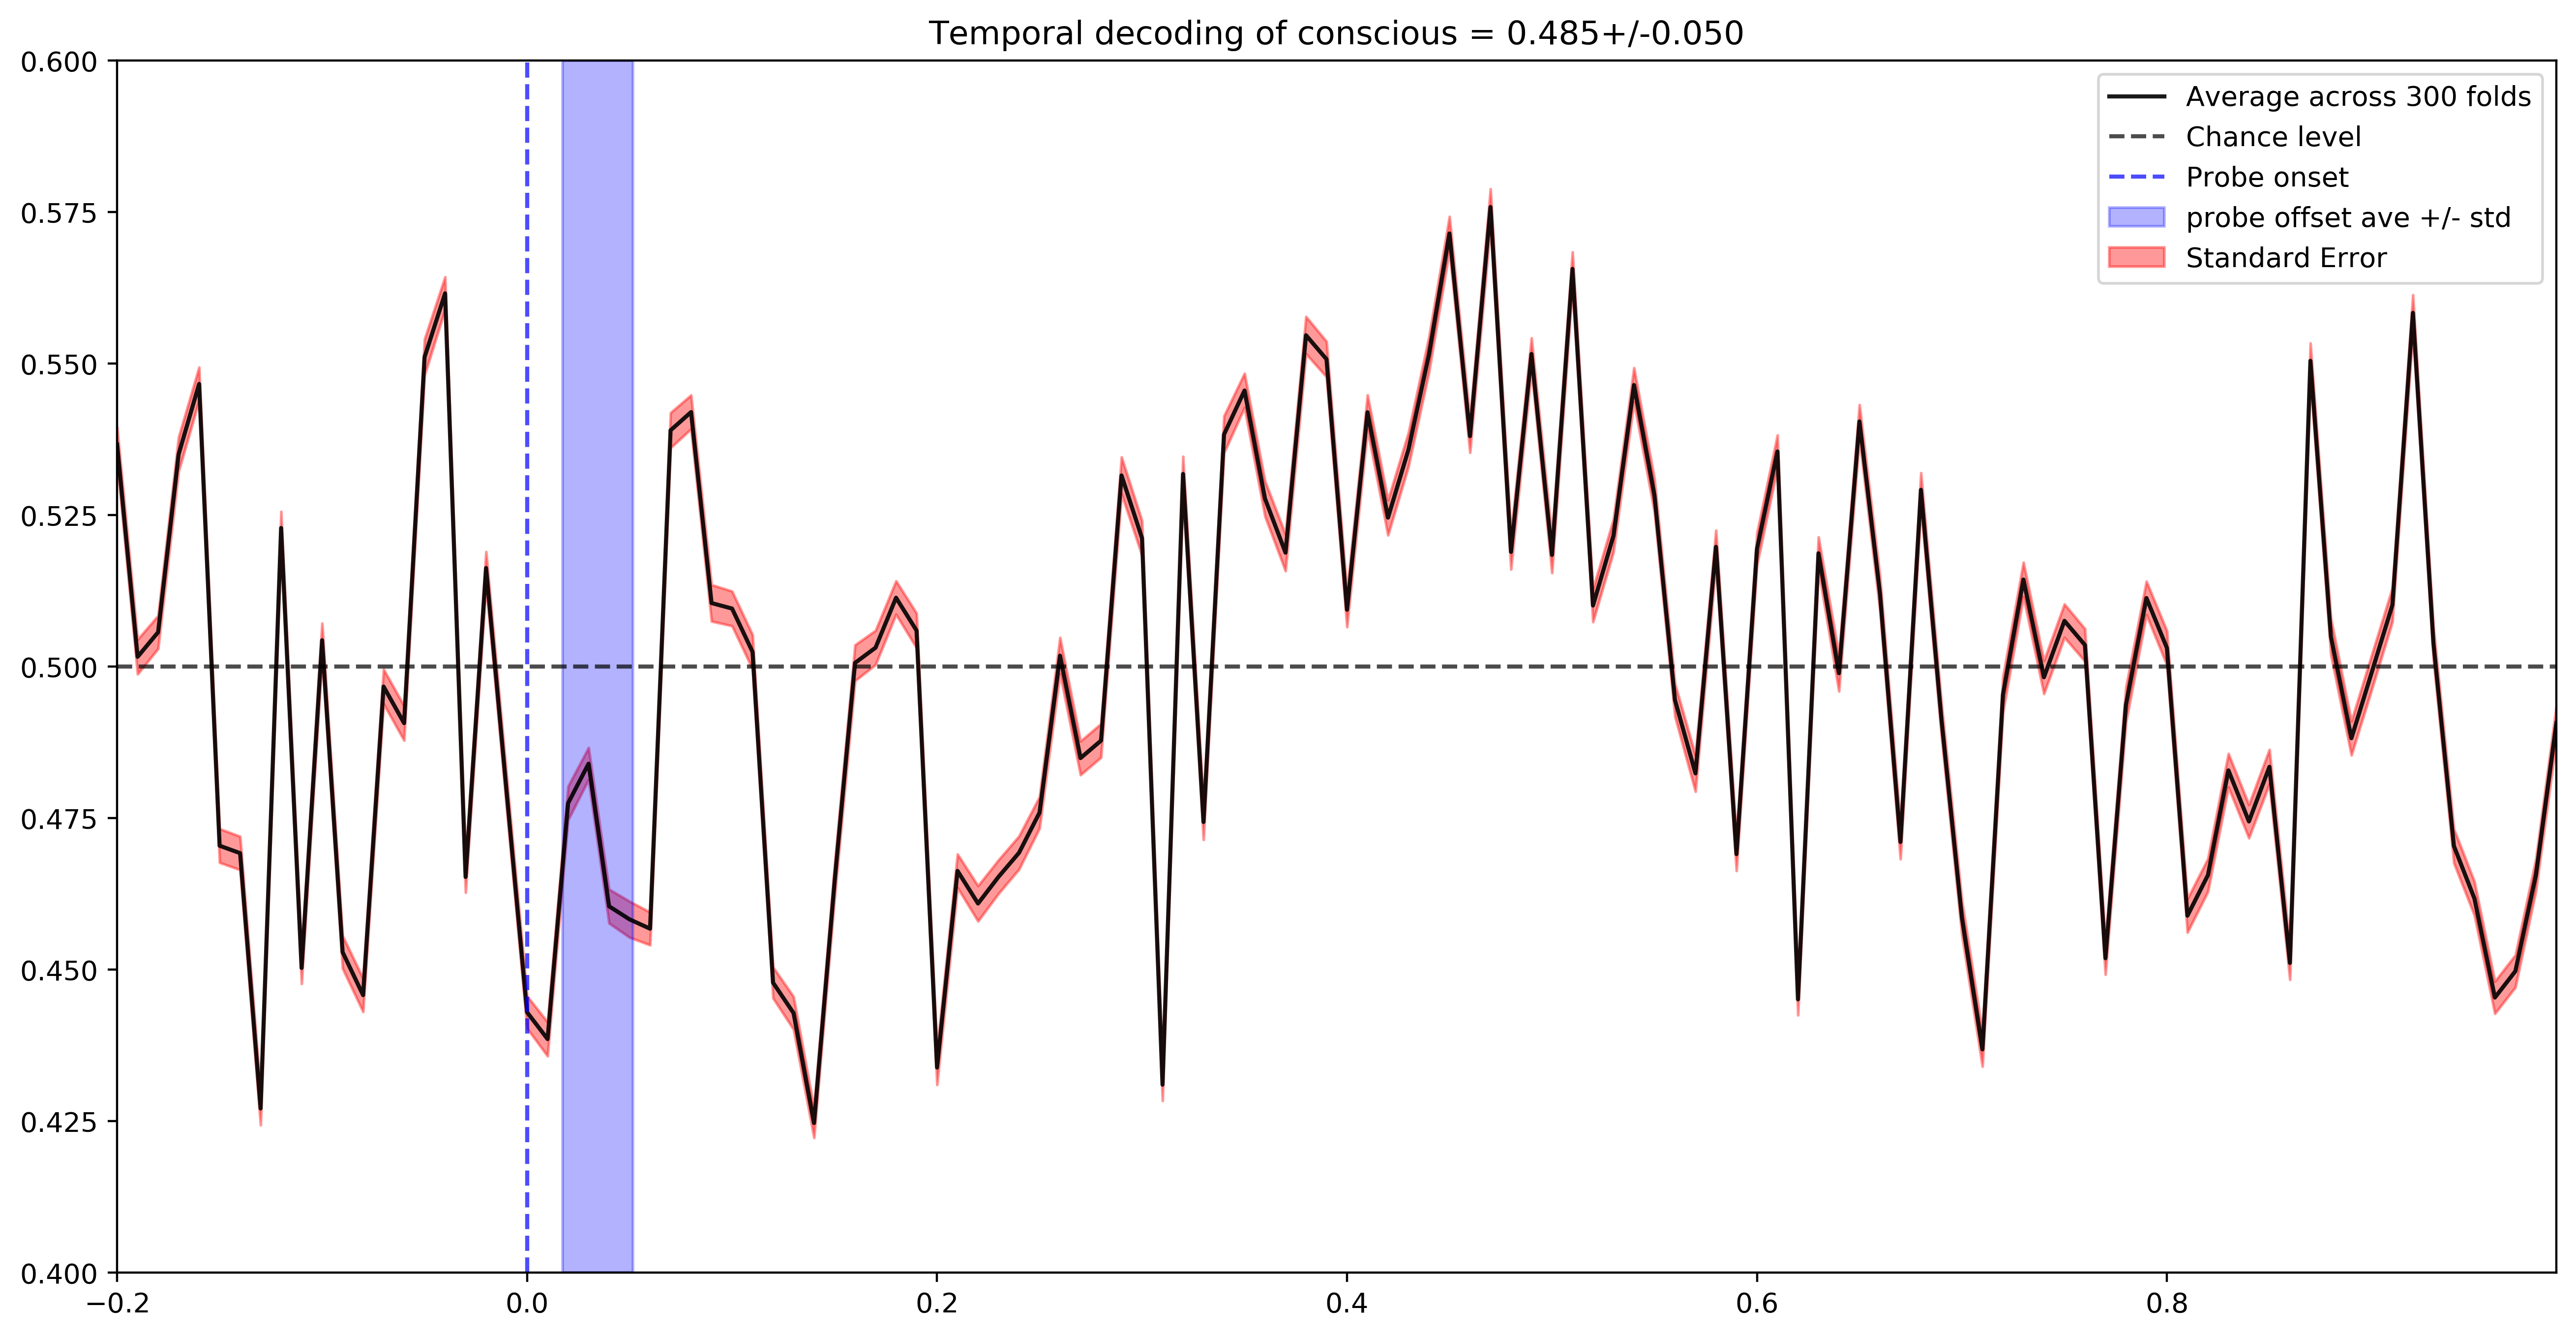 Temporal decoding of conscious = 0.485+/-0.050
0.600
0.575
0.550
0.525
0.500
0.475
0.450
0.425
0.400
−0.2
0.0
0.2
0.4
0.6
0.8
Average across 300 folds
Chance level
Probe onset
probe offset ave +/- std
Standard Error